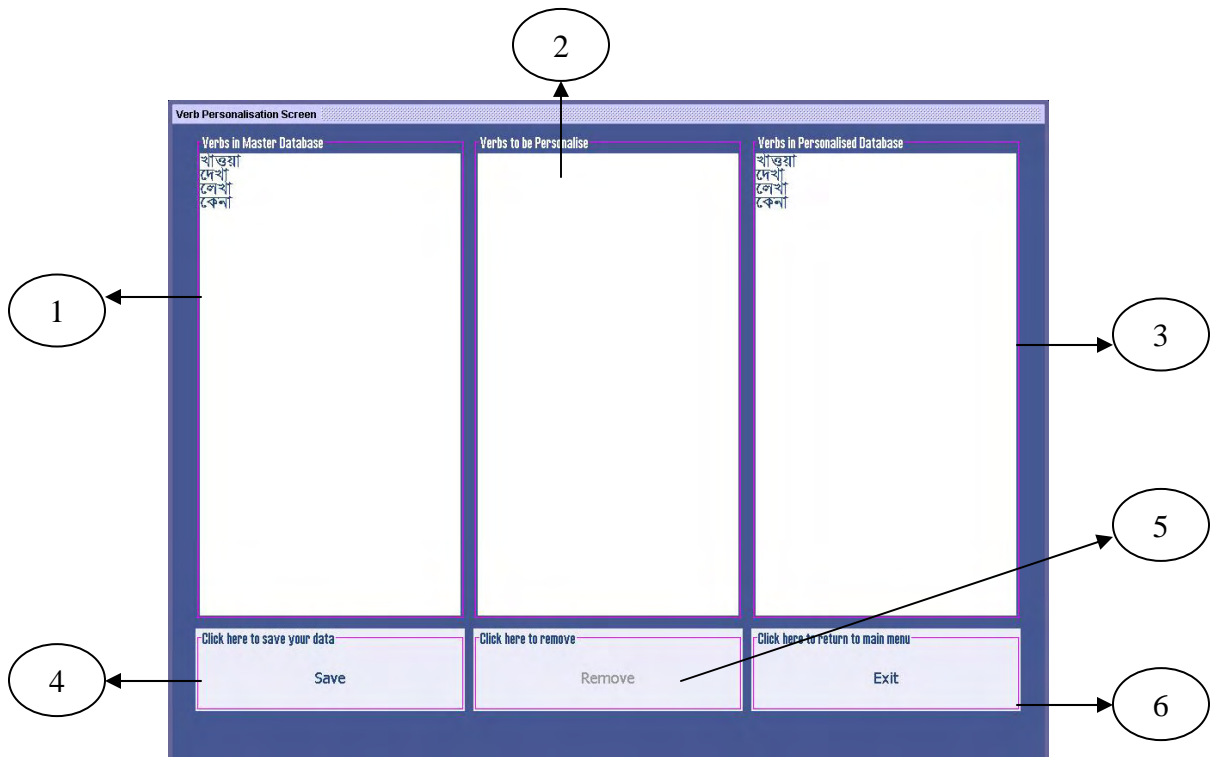 2
Verb Personalisation Screen
Verbs in Master Database
খাত্তয়া
দেখা
লেখা
কেনা
Verbs to be Personalise
Verbs in Personalised Database
খাত্তয়া
দেখা
লেখা
কেনা
1
3
5
Click here to save your data
Save
Click here to remove
Remove
Click here to return to main menu
Exit
4
6